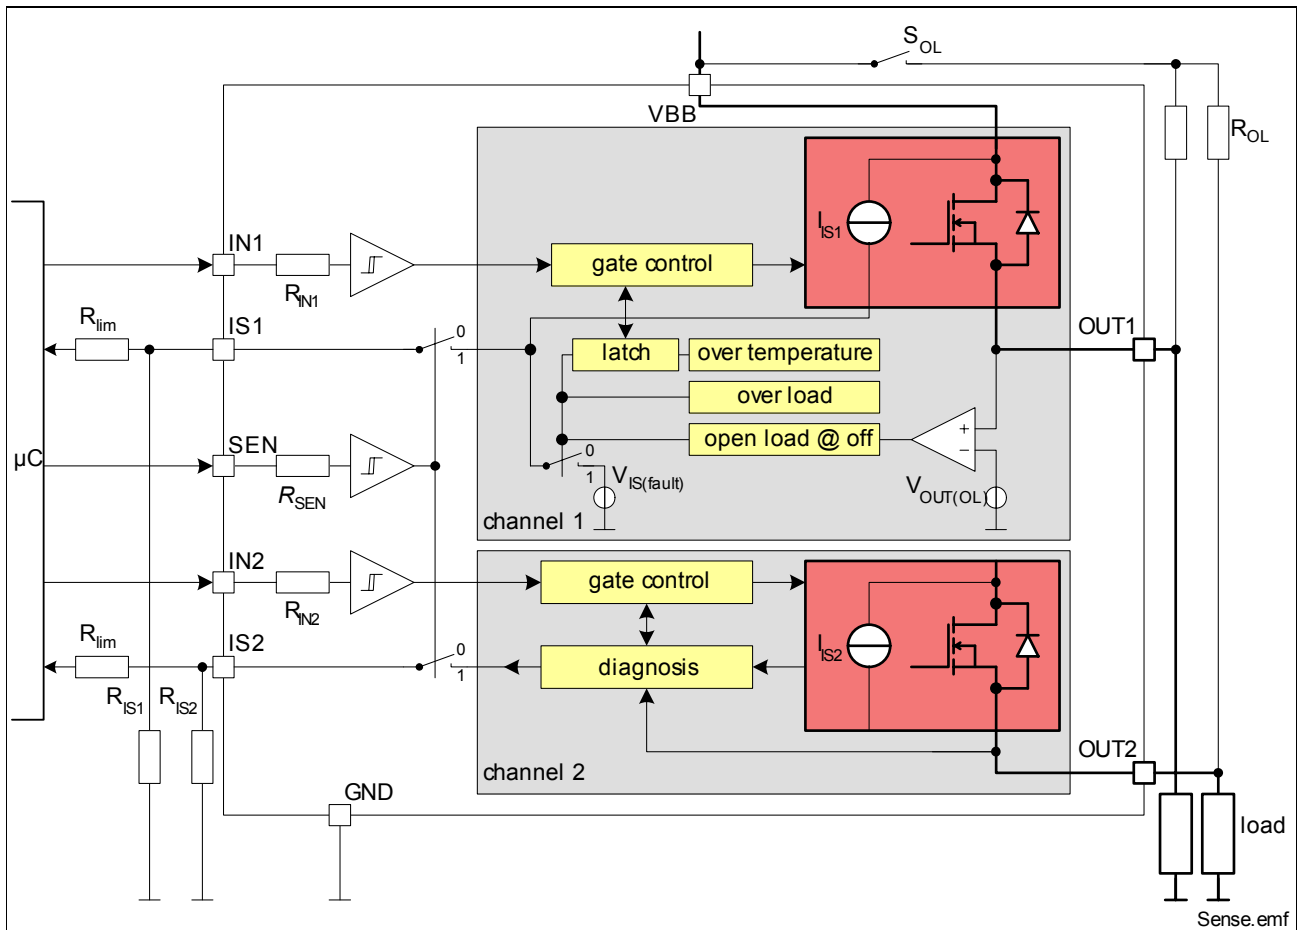 S_OL
VBB
R_OL
IN1
R_IN1
gate control
I_IS1
R_lim
IS1
0
1
OUT1
latch
over temperature
over load
SEN
open load @ off
µC
R_SEN
0
1
V_IS(fault)
V_OUT(OL)
channel 1
IN2
R_IN2
gate control
I_IS2
R_lim
IS2
0
1
diagnosis
R_IS1
R_IS2
OUT2
channel 2
GND
load
Sense.emf
+
−